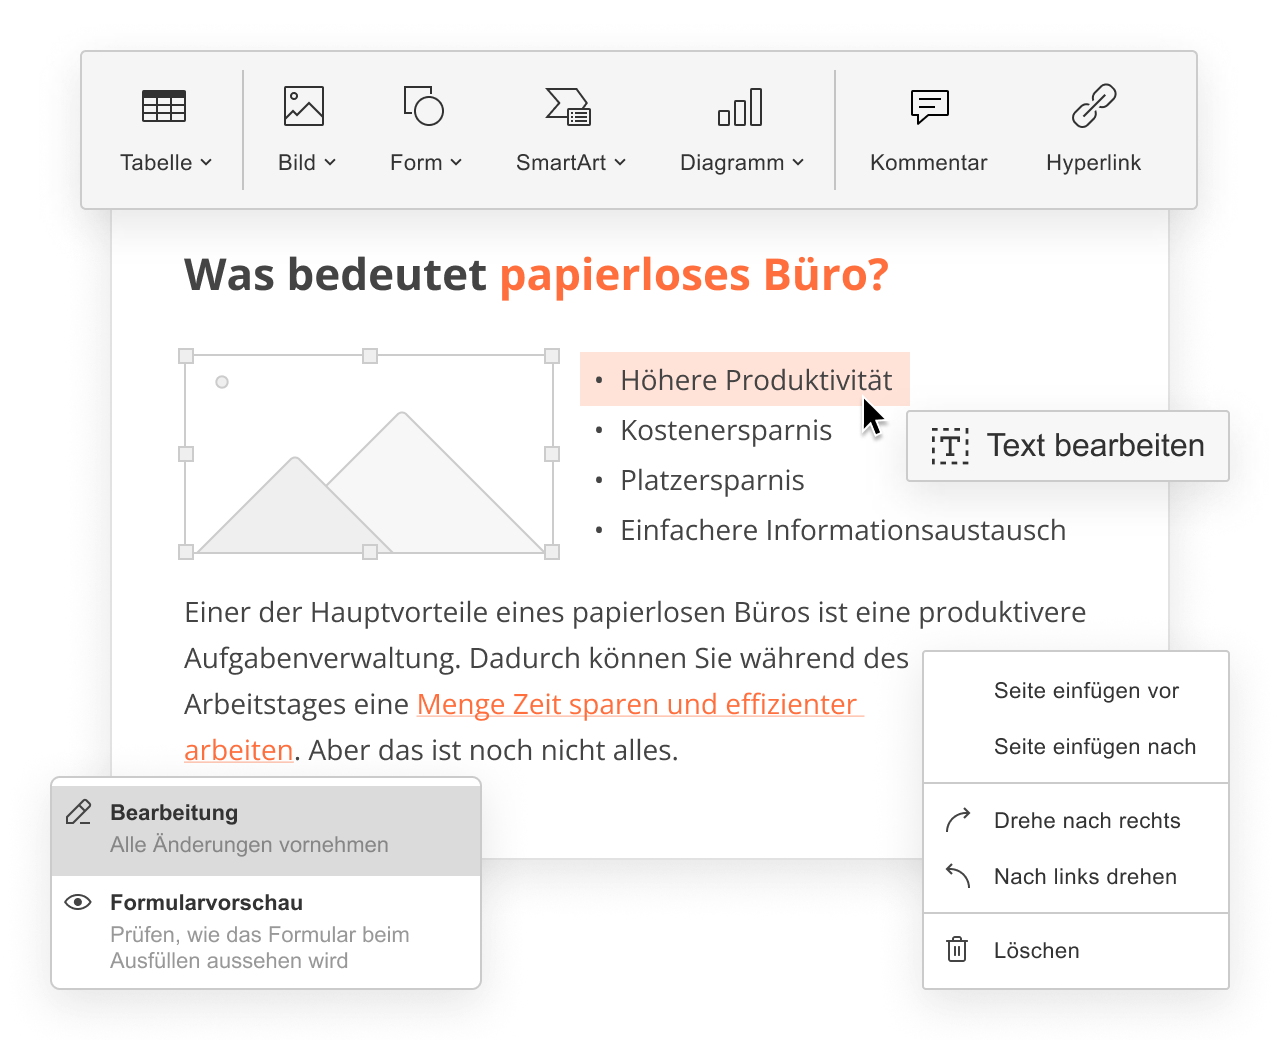 Tabelle
Bild
Form
SmartArt
Diagramm
Kommentar
Hyperlink
Was bedeutet papierloses Büro?
• Höhere Produktivität
• Kostenersparnis
• Platzersparnis
• Einfachere Informationsaustausch
Text bearbeiten
Einer der Hauptvorteile eines papierlosen Büros ist eine produktivere
Aufgabenverwaltung. Dadurch können Sie während des
Arbeitstages eine Menge Zeit sparen und effizienter
arbeiten. Aber das ist noch nicht alles.
Seite einfügen vor
Seite einfügen nach
Drehe nach rechts
Nach links drehen
Löschen
Bearbeitung
Alle Änderungen vornehmen
Formularvorschau
Prüfen, wie das Formular beim
Ausfüllen aussehen wird